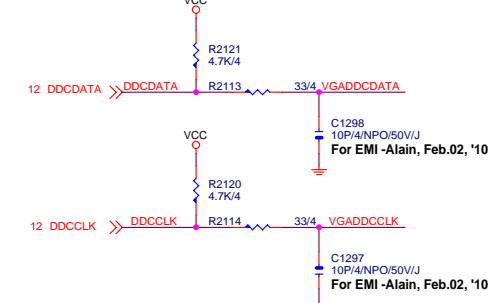 VCC
R2121
4.7K/4
12 DDCDATA DDCDATA R2113 33/4 VGADDCDATA
C1298
10P/4/NPO/50V/J
For EMI -Alain, Feb.02, '10
VCC
R2120
4.7K/4
12 DDCCLK DDCCLK R2114 33/4 VGADDCCLK
C1297
10P/4/NPO/50V/J
For EMI -Alain, Feb.02, '10